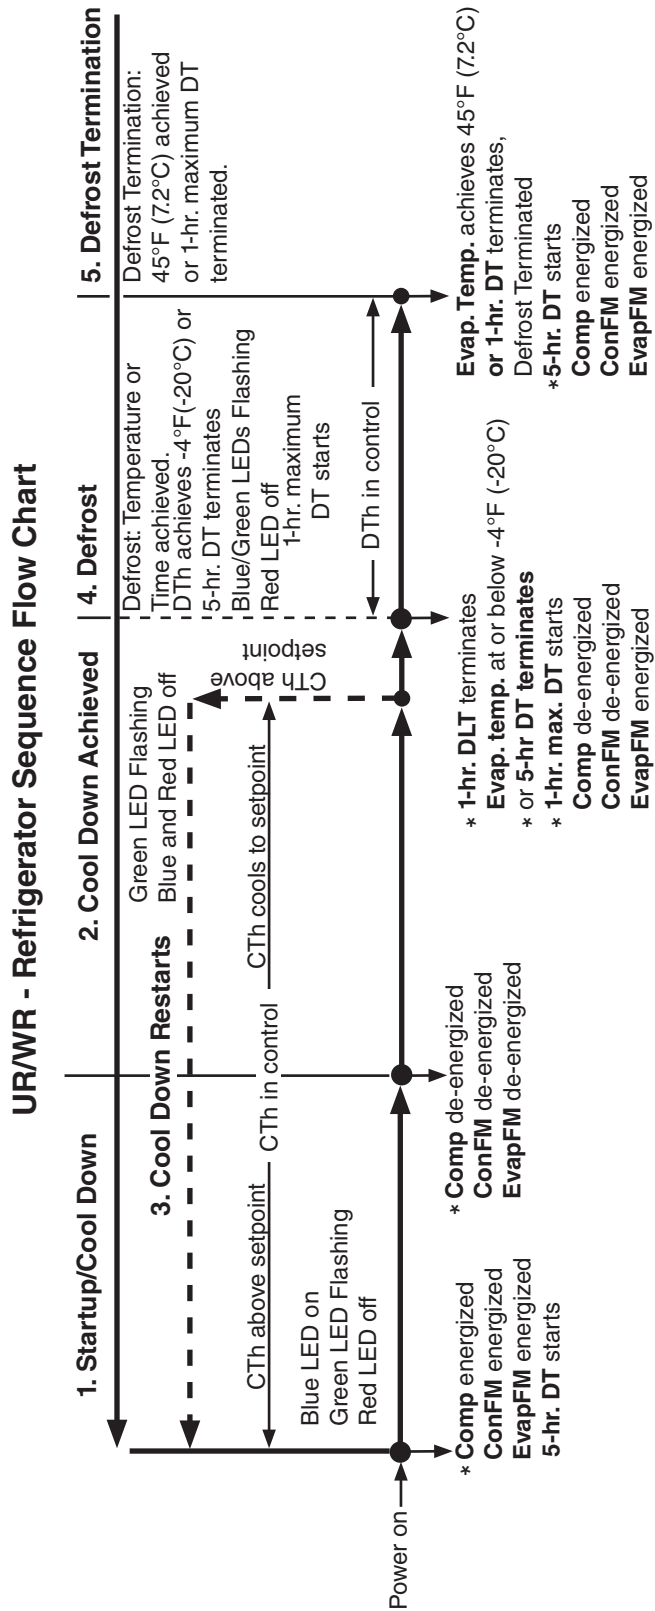 UR/WR - Refrigerator Sequence Flow Chart
1. Startup/Cool Down
2. Cool Down Achieved
4. Defrost
5. Defrost Termination
Green LED Flashing
Blue and Red LED off
Defrost: Temperature or
Time achieved.
DTh achieves -4°F(-20°C) or
5-hr. DT terminates
Blue/Green LEDs Flashing
Red LED off
1-hr. maximum
DT starts
Defrost Termination:
45°F (7.2°C) achieved
or 1-hr. maximum DT
terminated.
3. Cool Down Restarts
CTh above
setpoint
CTh above setpoint
CTh in control
CTh cools to setpoint
Blue LED on
Green LED Flashing
Red LED off
DTh in control
Power on
* Comp energized
ConFM energized
EvapFM energized
5-hr. DT starts
* Comp de-energized
ConFM de-energized
EvapFM de-energized
* 1-hr. DLT terminates
Evap. temp. at or below -4°F (-20°C)
* or 5-hr DT terminates
* 1-hr. max. DT starts
Comp de-energized
ConFM de-energized
EvapFM energized
Evap. Temp. achieves 45°F (7.2°C)
or 1-hr. DT terminates,
Defrost Terminated
* 5-hr. DT starts
Comp energized
ConFM energized
EvapFM energized